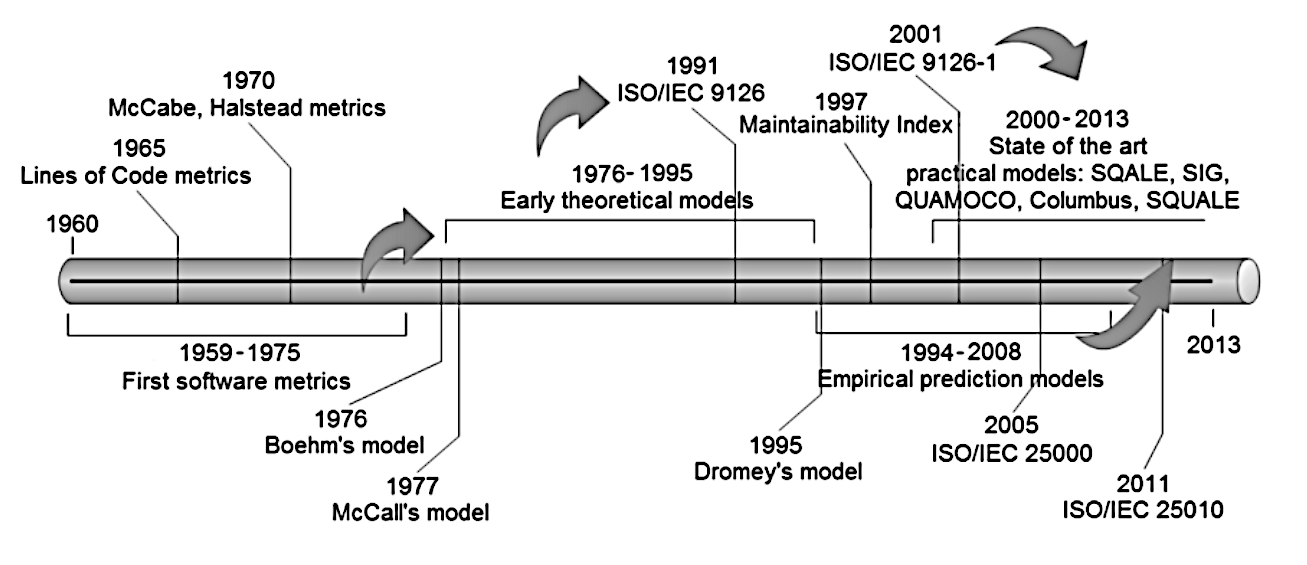 1960
1965
Lines of Code metrics
1970
McCabe, Halstead metrics
1959-1975
First software metrics
1976
Boehm's model
1977
McCall's model
1976-1995
Early theoretical models
1991
ISO/IEC 9126
1995
Dromey's model
1997
Maintainability Index
2001
ISO/IEC 9126-1
1994-2008
Empirical prediction models
2000-2013
State of the art
practical models: SQALE, SIG,
QUAMOCO, Columbus, SQUALE
2005
ISO/IEC 25000
2011
ISO/IEC 25010
2013